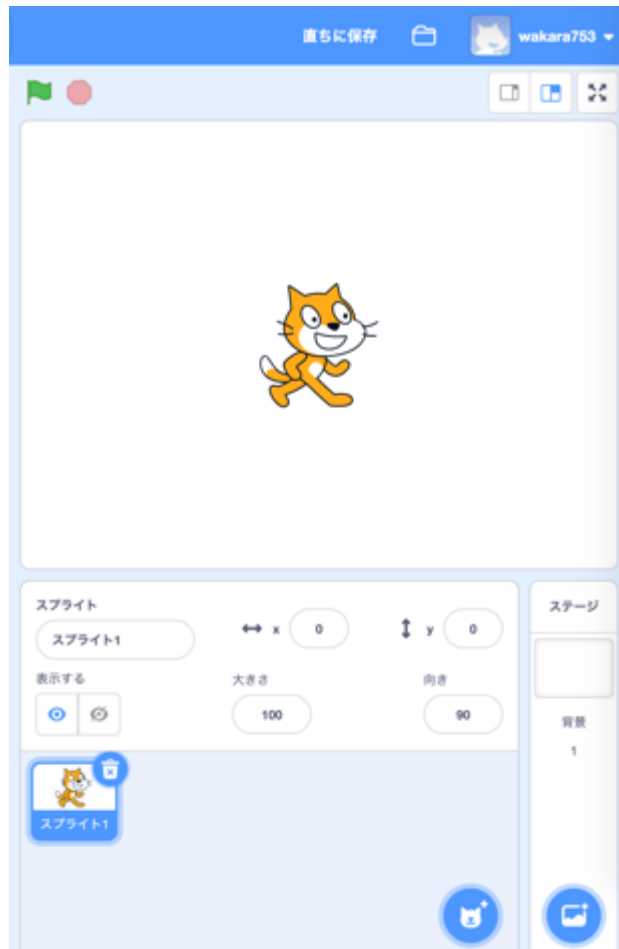 直ちに保存 wakara753
スプライト ステージ
スプライト1 x 0 y 0
表示する 大きさ 向き
100 90
背景
1
スプライト1